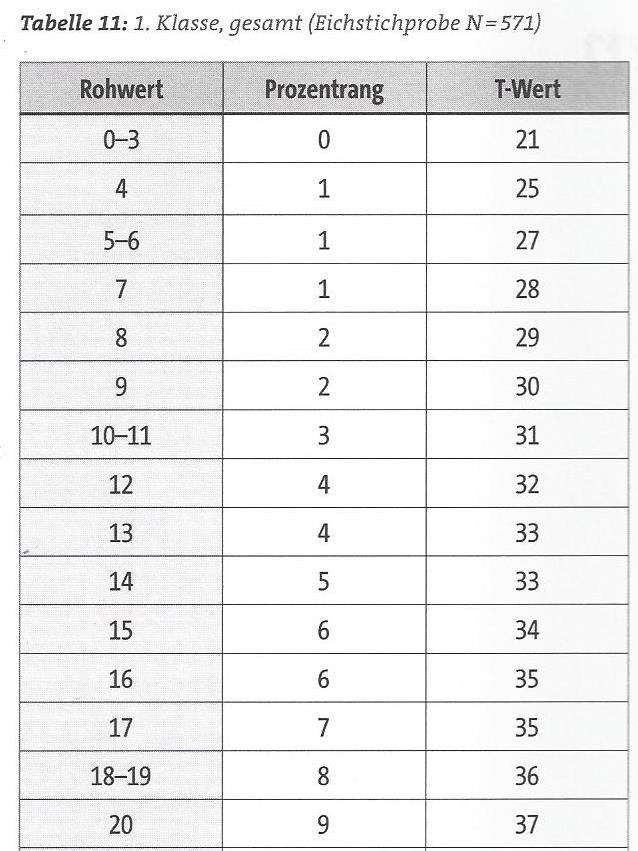 Tabelle 11: 1. Klasse, gesamt (Eichstichprobe N=571)
Rohwert Prozentrang T-Wert
0–3 0 21
4 1 25
5–6 1 27
7 1 28
8 2 29
9 2 30
10–11 3 31
12 4 32
13 4 33
14 5 33
15 6 34
16 6 35
17 7 35
18–19 8 36
20 9 37